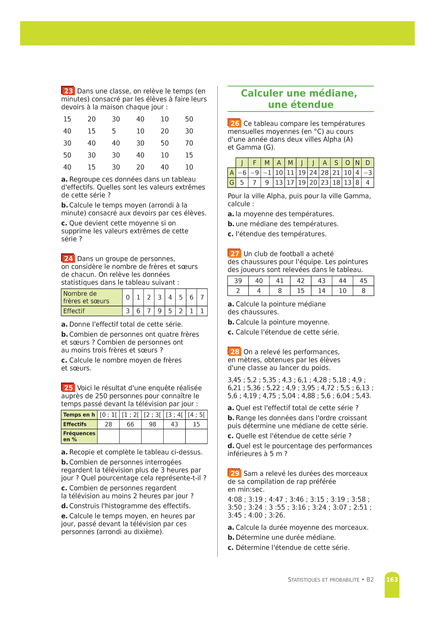 23 Dans une classe, on relève le temps (en
minutes) consacré par les élèves à faire leurs
devoirs à la maison chaque jour :
15 20 30 40 10 50
40 15 5 10 20 30
30 40 40 30 50 70
50 30 30 40 10 15
40 15 30 20 40 10
a. Regroupe ces données dans un tableau
d'effectifs. Quelles sont les valeurs extrêmes
de cette série ?
b. Calcule le temps moyen (arrondi à la
minute) consacré aux devoirs par ces élèves.
c. Que devient cette moyenne si on
supprime les valeurs extrêmes de cette
série ?
24 Dans un groupe de personnes,
on considère le nombre de frères et sœurs
de chacun. On relève les données
statistiques dans le tableau suivant :
Nombre de
frères et sœurs 0 1 2 3 4 5 6 7
Effectif 3 6 7 9 5 2 1 1
a. Donne l'effectif total de cette série.
b. Combien de personnes ont quatre frères
et sœurs ? Combien de personnes ont
au moins trois frères et sœurs ?
c. Calcule le nombre moyen de frères
et sœurs.
25 Voici le résultat d'une enquête réalisée
auprès de 250 personnes pour connaître le
temps passé devant la télévision par jour :
Temps en h [0 ; 1[ [1 ; 2[ [2 ; 3[ [3 ; 4[ [4 ; 5[
Effectifs 28 66 98 43 15
Fréquences
en %
a. Recopie et complète le tableau ci-dessus.
b. Combien de personnes interrogées
regardent la télévision plus de 3 heures par
jour ? Quel pourcentage cela représente-t-il ?
c. Combien de personnes regardent
la télévision au moins 2 heures par jour ?
d. Construis l'histogramme des effectifs.
e. Calcule le temps moyen, en heures par
jour, passé devant la télévision par ces
personnes (arrondi au dixième).
Calculer une médiane,
une étendue
26 Ce tableau compare les températures
mensuelles moyennes (en °C) au cours
d'une année dans deux villes Alpha (A)
et Gamma (G).
J F M A M J J A S O N D
A −6 −9 −1 10 11 19 24 28 21 10 4 −3
G 5 7 9 13 17 19 20 23 18 13 8 4
Pour la ville Alpha, puis pour la ville Gamma,
calcule :
a. la moyenne des températures.
b. une médiane des températures.
c. l'étendue des températures.
27 Un club de football a acheté
des chaussures pour l'équipe. Les pointures
des joueurs sont relevées dans le tableau.
39 40 41 42 43 44 45
2 4 8 15 14 10 8
a. Calcule la pointure médiane
des chaussures.
b. Calcule la pointure moyenne.
c. Calcule l'étendue de cette série.
28 On a relevé les performances,
en mètres, obtenues par les élèves
d'une classe au lancer du poids.
3,45 ; 5,2 ; 5,35 ; 4,3 ; 6,1 ; 4,28 ; 5,18 ; 4,9 ;
6,21 ; 5,36 ; 5,22 ; 4,9 ; 3,95 ; 4,72 ; 5,5 ; 6,13 ;
5,6 ; 4,19 ; 4,75 ; 5,04 ; 4,88 ; 5,6 ; 6,04 ; 5,43.
a. Quel est l'effectif total de cette série ?
b. Range les données dans l'ordre croissant
puis détermine une médiane de cette série.
c. Quelle est l'étendue de cette série ?
d. Quel est le pourcentage des performances
inférieures à 5 m ?
29 Sam a relevé les durées des morceaux
de sa compilation de rap préférée
en min:sec.
4:08 ; 3:19 ; 4:47 ; 3:46 ; 3:15 ; 3:19 ; 3:58 ;
3:50 ; 3:24 ; 3 :55 ; 3:16 ; 3:24 ; 3:07 ; 2:51 ;
3:45 ; 4:00 ; 3:26.
a. Calcule la durée moyenne des morceaux.
b. Détermine une durée médiane.
c. Détermine l'étendue de cette série.
STATISTIQUES ET PROBABILITÉ • B2 163